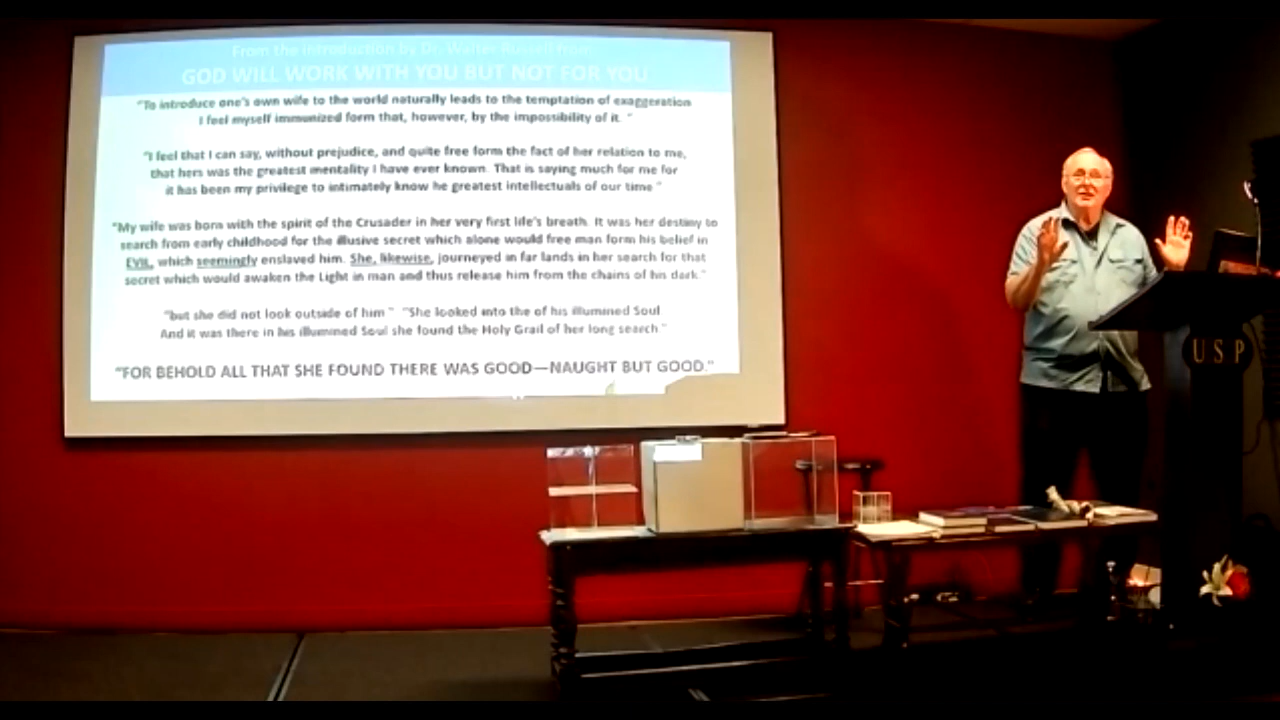 From the introduction by Dr. Walter Russell from
GOD WILL WORK WITH YOU BUT NOT FOR YOU
"To introduce one's own wife to the world naturally leads to the temptation of exaggeration
I feel myself immunized form that, however, by the impossibility of it. "
"I feel that I can say, without prejudice, and quite free form the fact of her relation to me,
that hers was the greatest mentality I have ever known. That is saying much for me for
it has been my privilege to intimately know he greatest intellectuals of our time "
"My wife was born with the spirit of the Crusader in her very first life's breath. It was her destiny to
search from early childhood for the illusive secret which alone would free man form his belief in
EVIL, which seemingly enslaved him. She, likewise, journeyed in far lands in her search for that
secret which would awaken the Light in man and thus release him from the chains of his dark."
"but she did not look outside of him " "She looked into the of his illumined Soul
And it was there in his illumined Soul she found the Holy Grail of her long search."
"FOR BEHOLD ALL THAT SHE FOUND THERE WAS GOOD—NAUGHT BUT GOOD."
USP